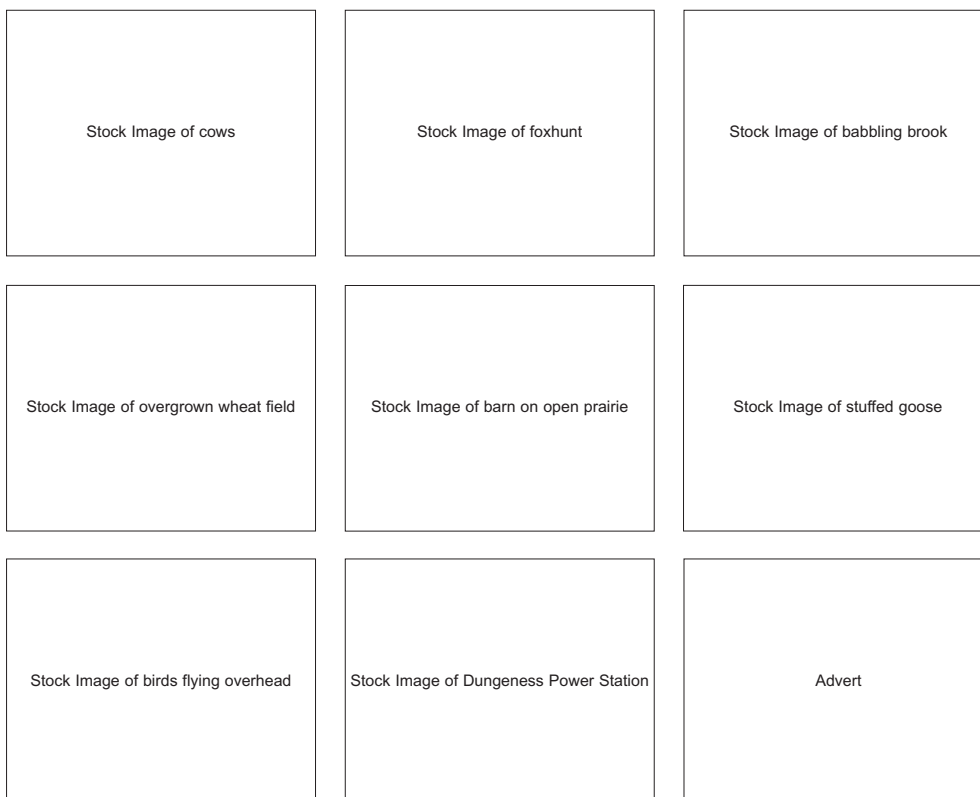 Stock Image of cows
Stock Image of foxhunt
Stock Image of babbling brook
Stock Image of overgrown wheat field
Stock Image of barn on open prairie
Stock Image of stuffed goose
Stock Image of birds flying overhead
Stock Image of Dungeness Power Station
Advert